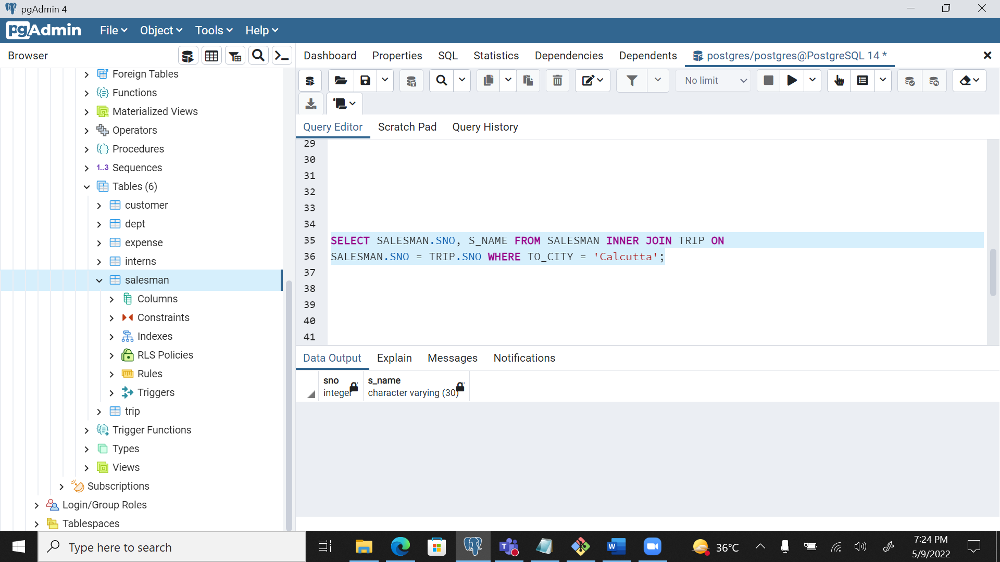 pgAdmin 4
pgAdmin File Object Tools Help
Browser
Dashboard Properties SQL Statistics Dependencies Dependents postgres/postgres@PostgreSQL 14 *
No limit
Foreign Tables
Functions
Materialized Views
Operators
Procedures
1..3 Sequences
Tables (6)
customer
dept
expense
interns
salesman
Columns
Constraints
Indexes
RLS Policies
Rules
Triggers
trip
Trigger Functions
Types
Views
Subscriptions
Login/Group Roles
Tablespaces
Query Editor Scratch Pad Query History
29
30
31
32
33
34
35 SELECT SALESMAN.SNO, S_NAME FROM SALESMAN INNER JOIN TRIP ON
36 SALESMAN.SNO = TRIP.SNO WHERE TO_CITY = 'Calcutta';
37
38
39
40
41
Data Output Explain Messages Notifications
sno s_name
integer character varying (30)
Type here to search
36°C
7:24 PM
5/9/2022